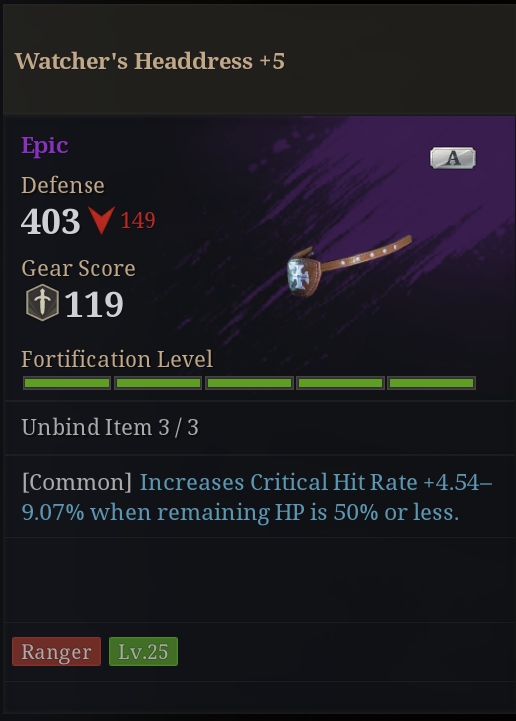 Watcher's Headdress +5
Epic
A
Defense
403 149
Gear Score
119
Fortification Level
Unbind Item 3 / 3
[Common] Increases Critical Hit Rate +4.54–
9.07% when remaining HP is 50% or less.
Ranger Lv.25